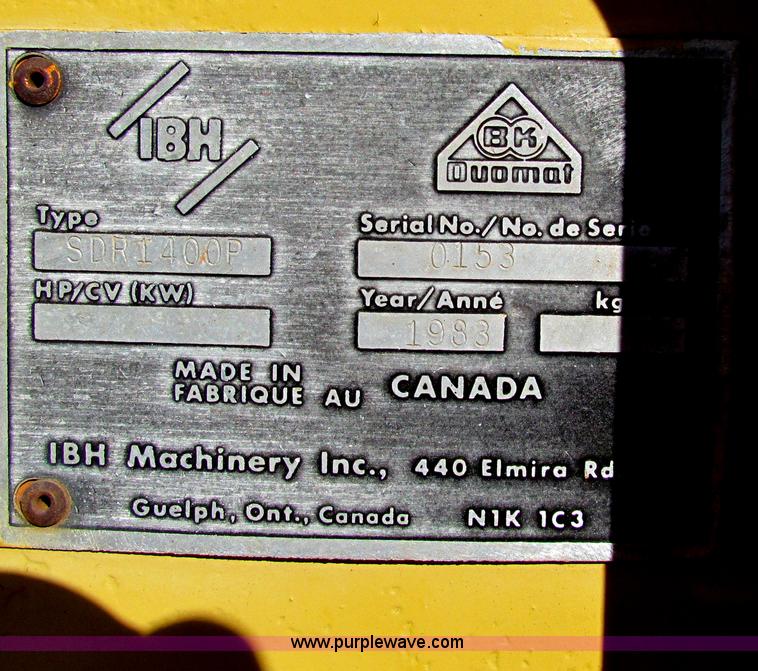 IBH
BK
Duomat
Type
SDR1400P
Serial No./No. de Serie
0153
HP/CV (KW)
Year/Anné
1983
kg
MADE IN
FABRIQUE AU CANADA
IBH Machinery Inc., 440 Elmira Rd
Guelph, Ont., Canada N1K 1C3
www.purplewave.com